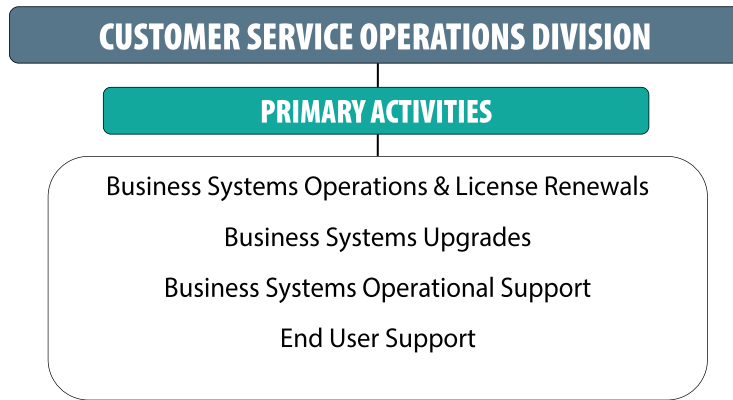 CUSTOMER SERVICE OPERATIONS DIVISION
PRIMARY ACTIVITIES
Business Systems Operations & License Renewals
Business Systems Upgrades
Business Systems Operational Support
End User Support